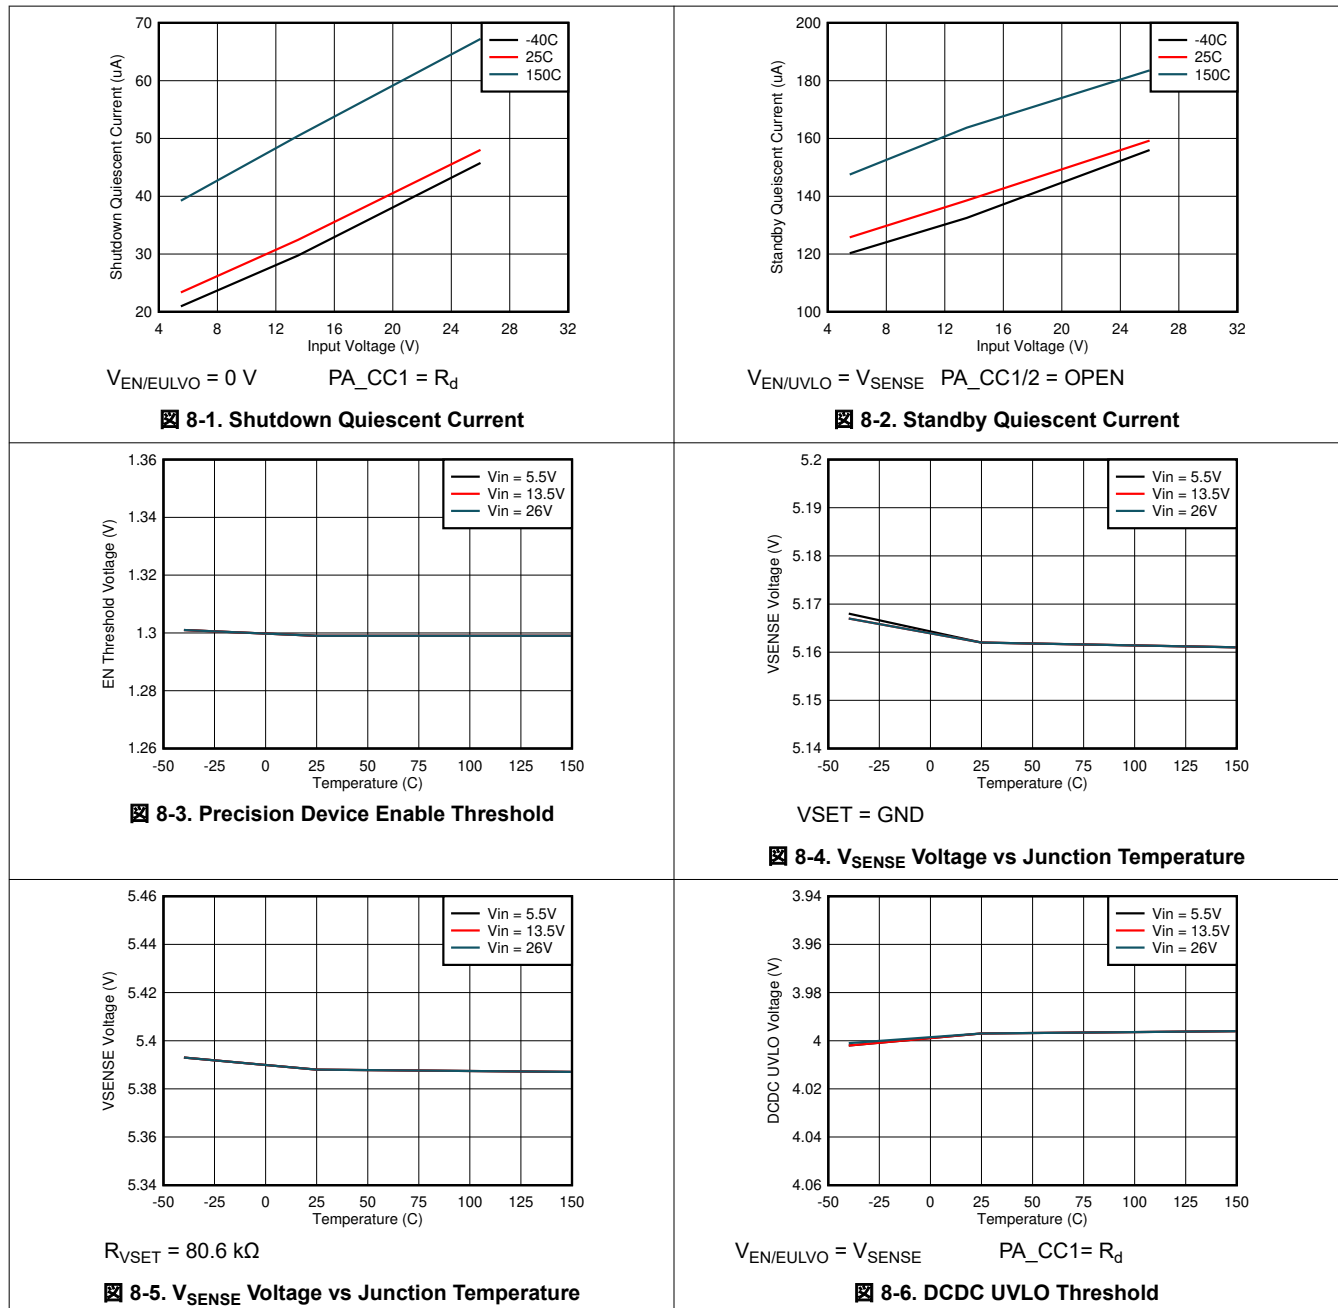 70
60
50
40
30
20
Shutdown Quiescent Current (uA)
-40C
25C
150C
4 8 12 16 20 24 28 32
Input Voltage (V)
VEN/EULVO = 0 V PA_CC1 = Rd
図 8-1. Shutdown Quiescent Current
200
180
160
140
120
100
Standby Queiscent Current (uA)
-40C
25C
150C
4 8 12 16 20 24 28 32
Input Voltage (V)
VEN/UVLO = VSENSE PA_CC1/2 = OPEN
図 8-2. Standby Quiescent Current
1.36
1.34
1.32
1.3
1.28
1.26
EN Threshold Votlage (V)
Vin = 5.5V
Vin = 13.5V
Vin = 26V
-50 -25 0 25 50 75 100 125 150
Temperature (C)
図 8-3. Precision Device Enable Threshold
5.2
5.19
5.18
5.17
5.16
5.15
5.14
VSENSE Voltage (V)
Vin = 5.5V
Vin = 13.5V
Vin = 26V
-50 -25 0 25 50 75 100 125 150
Temperature (C)
VSET = GND
図 8-4. VSENSE Voltage vs Junction Temperature
5.46
5.44
5.42
5.4
5.38
5.36
5.34
VSENSE Voltage (V)
Vin = 5.5V
Vin = 13.5V
Vin = 26V
-50 -25 0 25 50 75 100 125 150
Temperature (C)
RVSET = 80.6 kΩ
図 8-5. VSENSE Voltage vs Junction Temperature
3.94
3.96
3.98
4
4.02
4.04
4.06
DCDC UVLO Voltage (V)
Vin = 5.5V
Vin = 13.5V
Vin = 26V
-50 -25 0 25 50 75 100 125 150
Temperature (C)
VEN/EULVO = VSENSE PA_CC1= Rd
図 8-6. DCDC UVLO Threshold